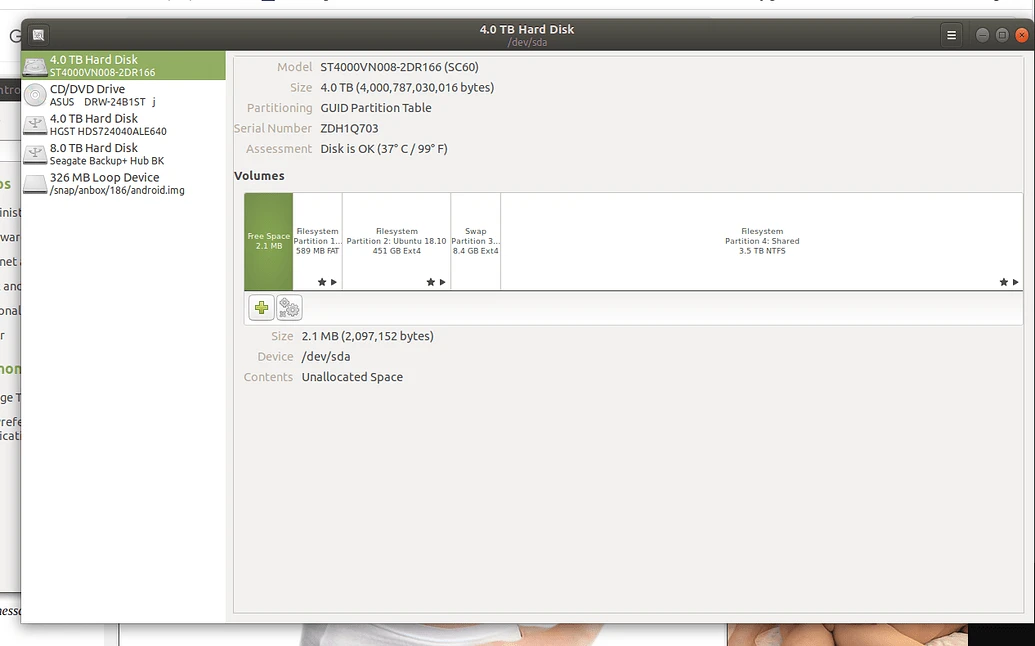 4.0 TB Hard Disk
/dev/sda
4.0 TB Hard Disk
ST4000VN008-2DR166
CD/DVD Drive
ASUS DRW-24B1ST j
4.0 TB Hard Disk
HGST HDS724040ALE640
8.0 TB Hard Disk
Seagate Backup+ Hub BK
326 MB Loop Device
/snap/anbox/186/android.img
Model ST4000VN008-2DR166 (SC60)
Size 4.0 TB (4,000,787,030,016 bytes)
Partitioning GUID Partition Table
Serial Number ZDH1Q703
Assessment Disk is OK (37° C / 99° F)
Volumes
Free Space
2.1 MB
Filesystem
Partition 1...
589 MB FAT
Filesystem
Partition 2: Ubuntu 18.10
451 GB Ext4
Swap
Partition 3...
8.4 GB Ext4
Filesystem
Partition 4: Shared
3.5 TB NTFS
Size 2.1 MB (2,097,152 bytes)
Device /dev/sda
Contents Unallocated Space